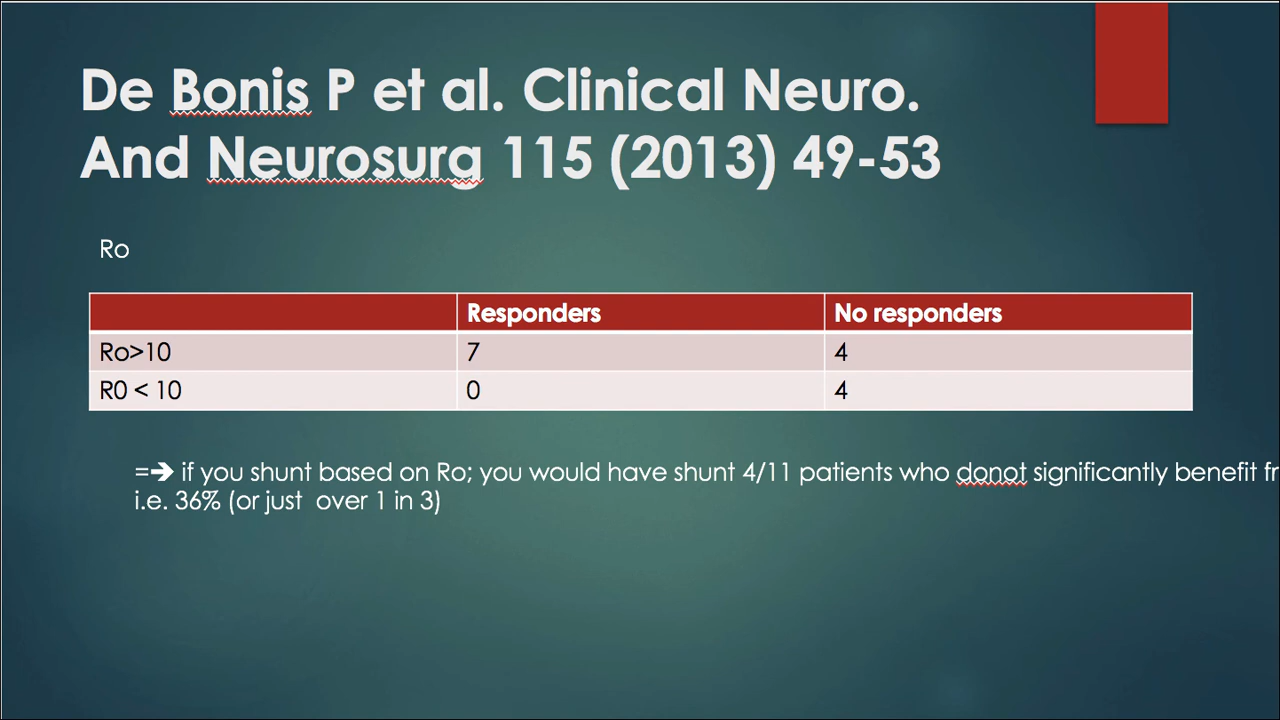 De Bonis P et al. Clinical Neuro.
And Neurosurg 115 (2013) 49-53
Ro
Responders No responders
Ro>10 7 4
R0 < 10 0 4
=➔ if you shunt based on Ro; you would have shunt 4/11 patients who donot significantly benefit
i.e. 36% (or just over 1 in 3)